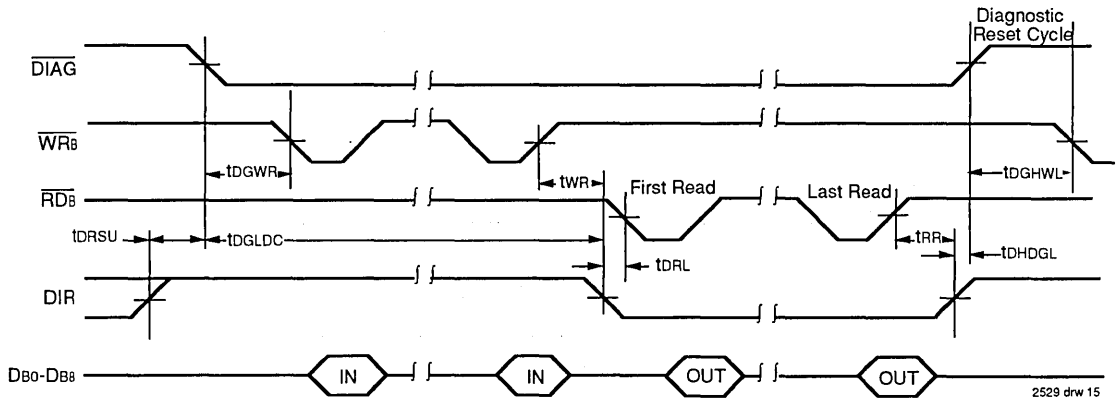 Diagnostic
Reset Cycle
DIAG
WRB
tDGWR
tWR
First Read
Last Read
tDGHWL
RDB
tDRSU
tDGLDC
tDRL
tRR
tDHDGL
DIR
DB0-DB8
IN
IN
OUT
OUT
2529 drw 15